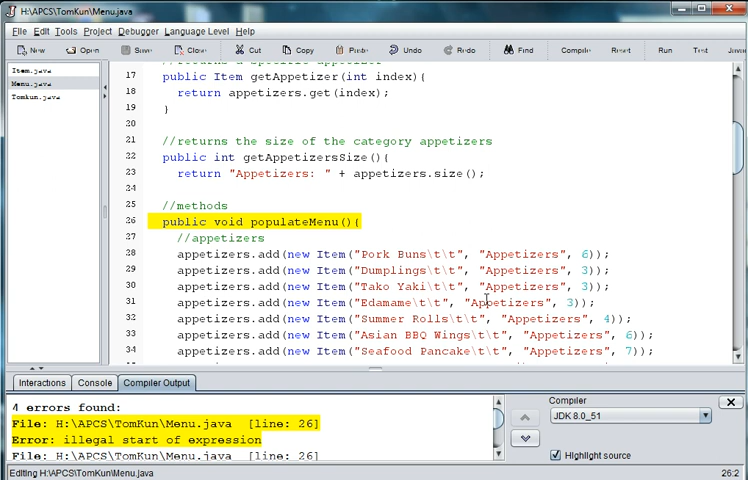 H:\APCS\TomKun\Menu.java
File Edit Tools Project Debugger Language Level Help
New Open Save Close Cut Copy Paste Undo Redo Find Compile Reset Run Test Javadoc
Item.java
Menu.java
Tomkun.java
//returns a specific appetizer
17 public Item getAppetizer(int index){
18 return appetizers.get(index);
19 }
20
21 //returns the size of the category appetizers
22 public int getAppetizersSize(){
23 return "Appetizers: " + appetizers.size();
24
25 //methods
26 public void populateMenu(){
27 //appetizers
28 appetizers.add(new Item("Pork Buns\t\t", "Appetizers", 6));
29 appetizers.add(new Item("Dumplings\t\t", "Appetizers", 3));
30 appetizers.add(new Item("Tako Yaki\t\t", "Appetizers", 3));
31 appetizers.add(new Item("Edamame\t\t", "Appetizers", 3));
32 appetizers.add(new Item("Summer Rolls\t\t", "Appetizers", 4));
33 appetizers.add(new Item("Asian BBQ Wings\t\t", "Appetizers", 6));
34 appetizers.add(new Item("Seafood Pancake\t\t", "Appetizers", 7));
Interactions Console Compiler Output
4 errors found:
File: H:\APCS\TomKun\Menu.java [line: 26]
Error: illegal start of expression
File: H:\APCS\TomKun\Menu.java [line: 26]
Compiler
JDK 8.0_51
Highlight source
Editing H:\APCS\TomKun\Menu.java 26:2